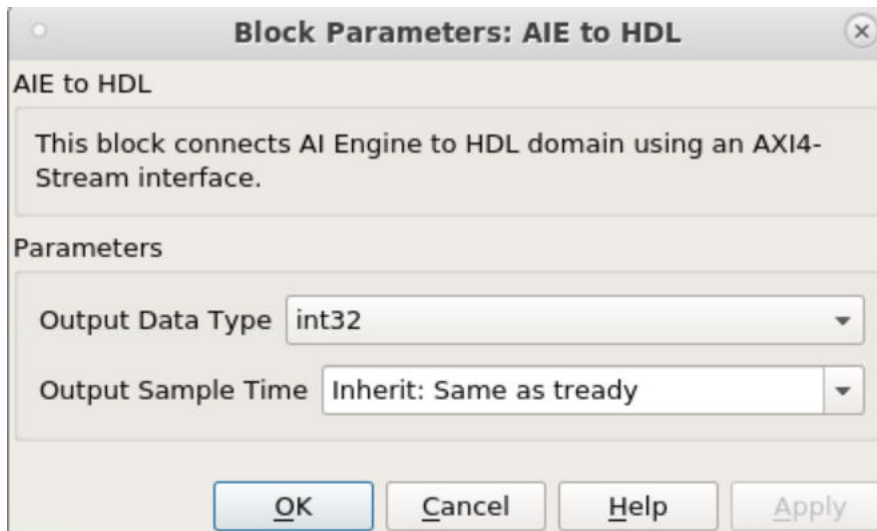 Block Parameters: AIE to HDL
AIE to HDL
This block connects AI Engine to HDL domain using an AXI4-
Stream interface.
Parameters
Output Data Type int32
Output Sample Time Inherit: Same as tready
OK Cancel Help Apply